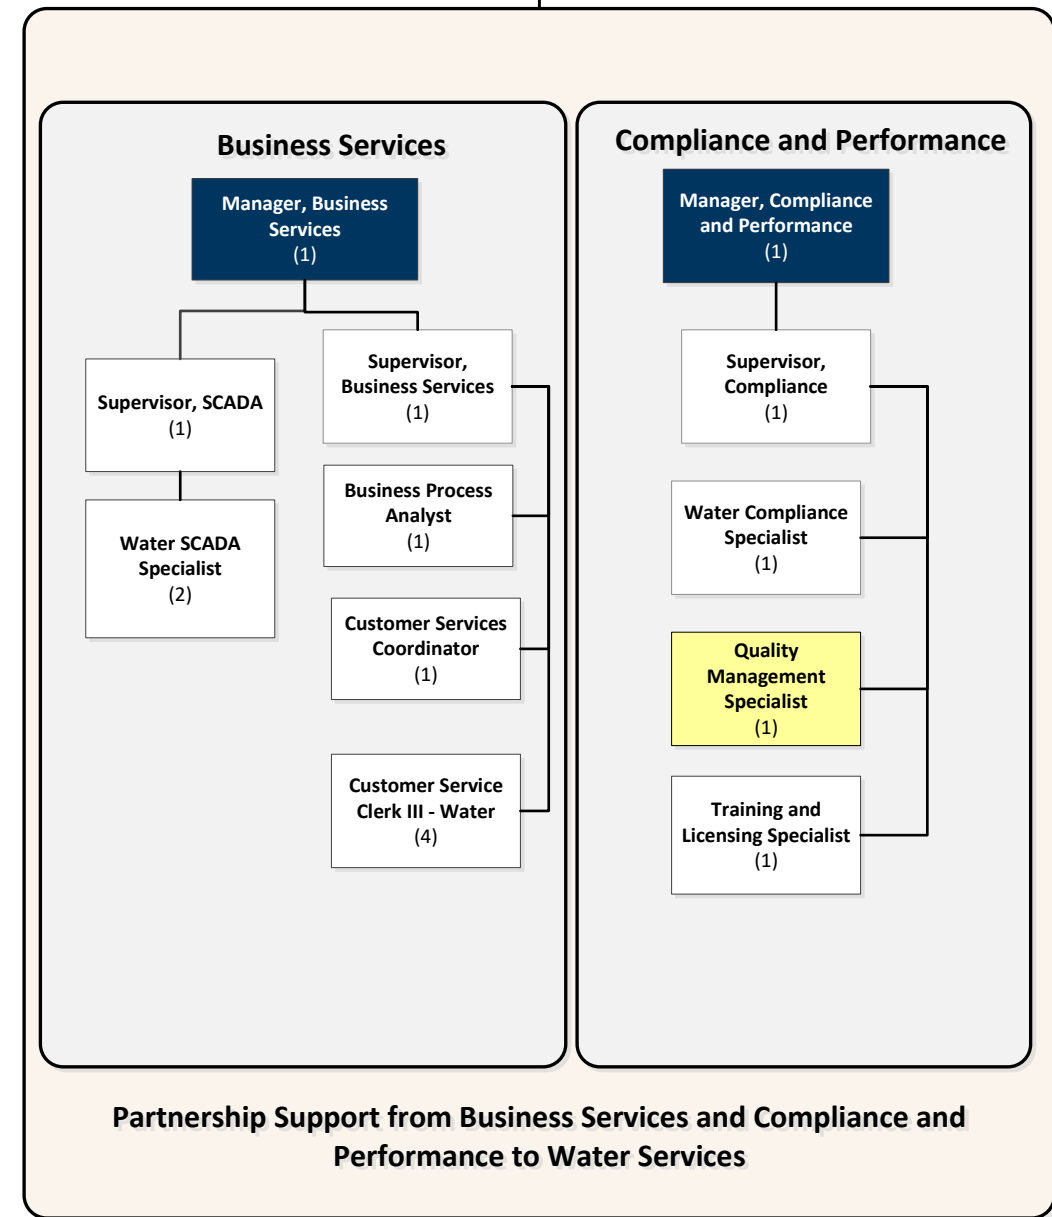 Business Services
Manager, Business
Services
(1)
Supervisor, SCADA
(1)
Water SCADA
Specialist
(2)
Supervisor,
Business Services
(1)
Business Process
Analyst
(1)
Customer Services
Coordinator
(1)
Customer Service
Clerk III - Water
(4)
Compliance and Performance
Manager, Compliance
and Performance
(1)
Supervisor,
Compliance
(1)
Water Compliance
Specialist
(1)
Quality
Management
Specialist
(1)
Training and
Licensing Specialist
(1)
Partnership Support from Business Services and Compliance and
Performance to Water Services